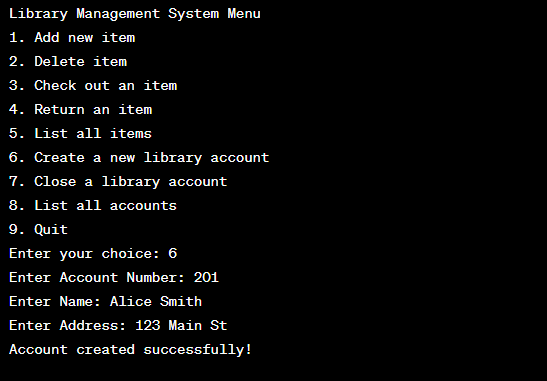 Library Management System Menu
1. Add new item
2. Delete item
3. Check out an item
4. Return an item
5. List all items
6. Create a new library account
7. Close a library account
8. List all accounts
9. Quit
Enter your choice: 6
Enter Account Number: 201
Enter Name: Alice Smith
Enter Address: 123 Main St
Account created successfully!